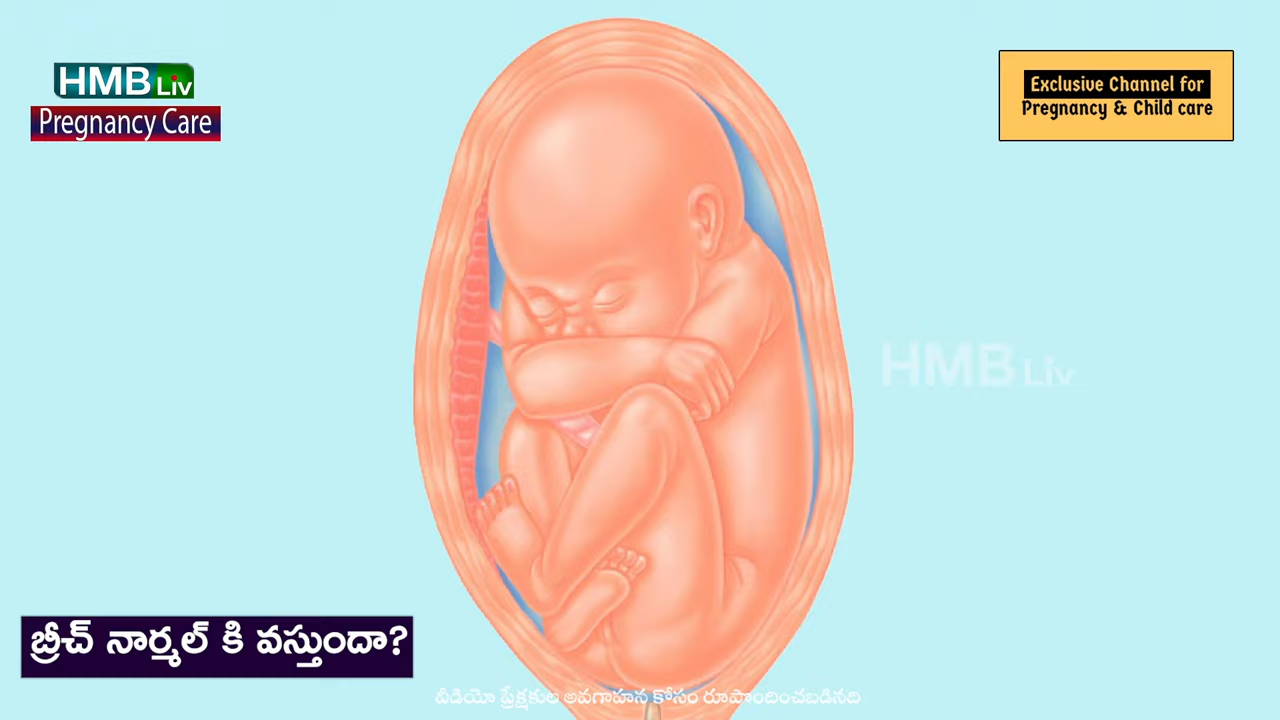 HMB Liv
Pregnancy Care
Exclusive Channel for
Pregnancy & Child care
HMB Liv
బ్రీచ్ నార్మల్ కి వస్తుందా?
వీడియో ప్రేక్షకుల అవగాహన కోసం రూపొందించబడినది